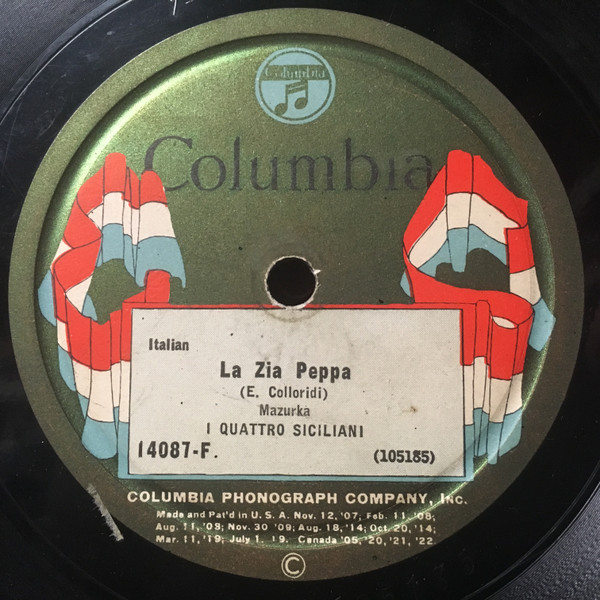 Columbia
Columbia
Italian
La Zia Peppa
(E. Colloridi)
Mazurka
I QUATTRO SICILIANI
14087-F. (105185)
COLUMBIA PHONOGRAPH COMPANY, INC.
Made and Pat'd in U. S. A. Nov. 12, '07; Feb. 11, '08;
Aug. 11, '08; Nov. 30 '09; Aug. 18, '14; Oct. 20, '14;
Mar. 11, '19; July 1, 19. Canada '05, '20, '21, '22
©